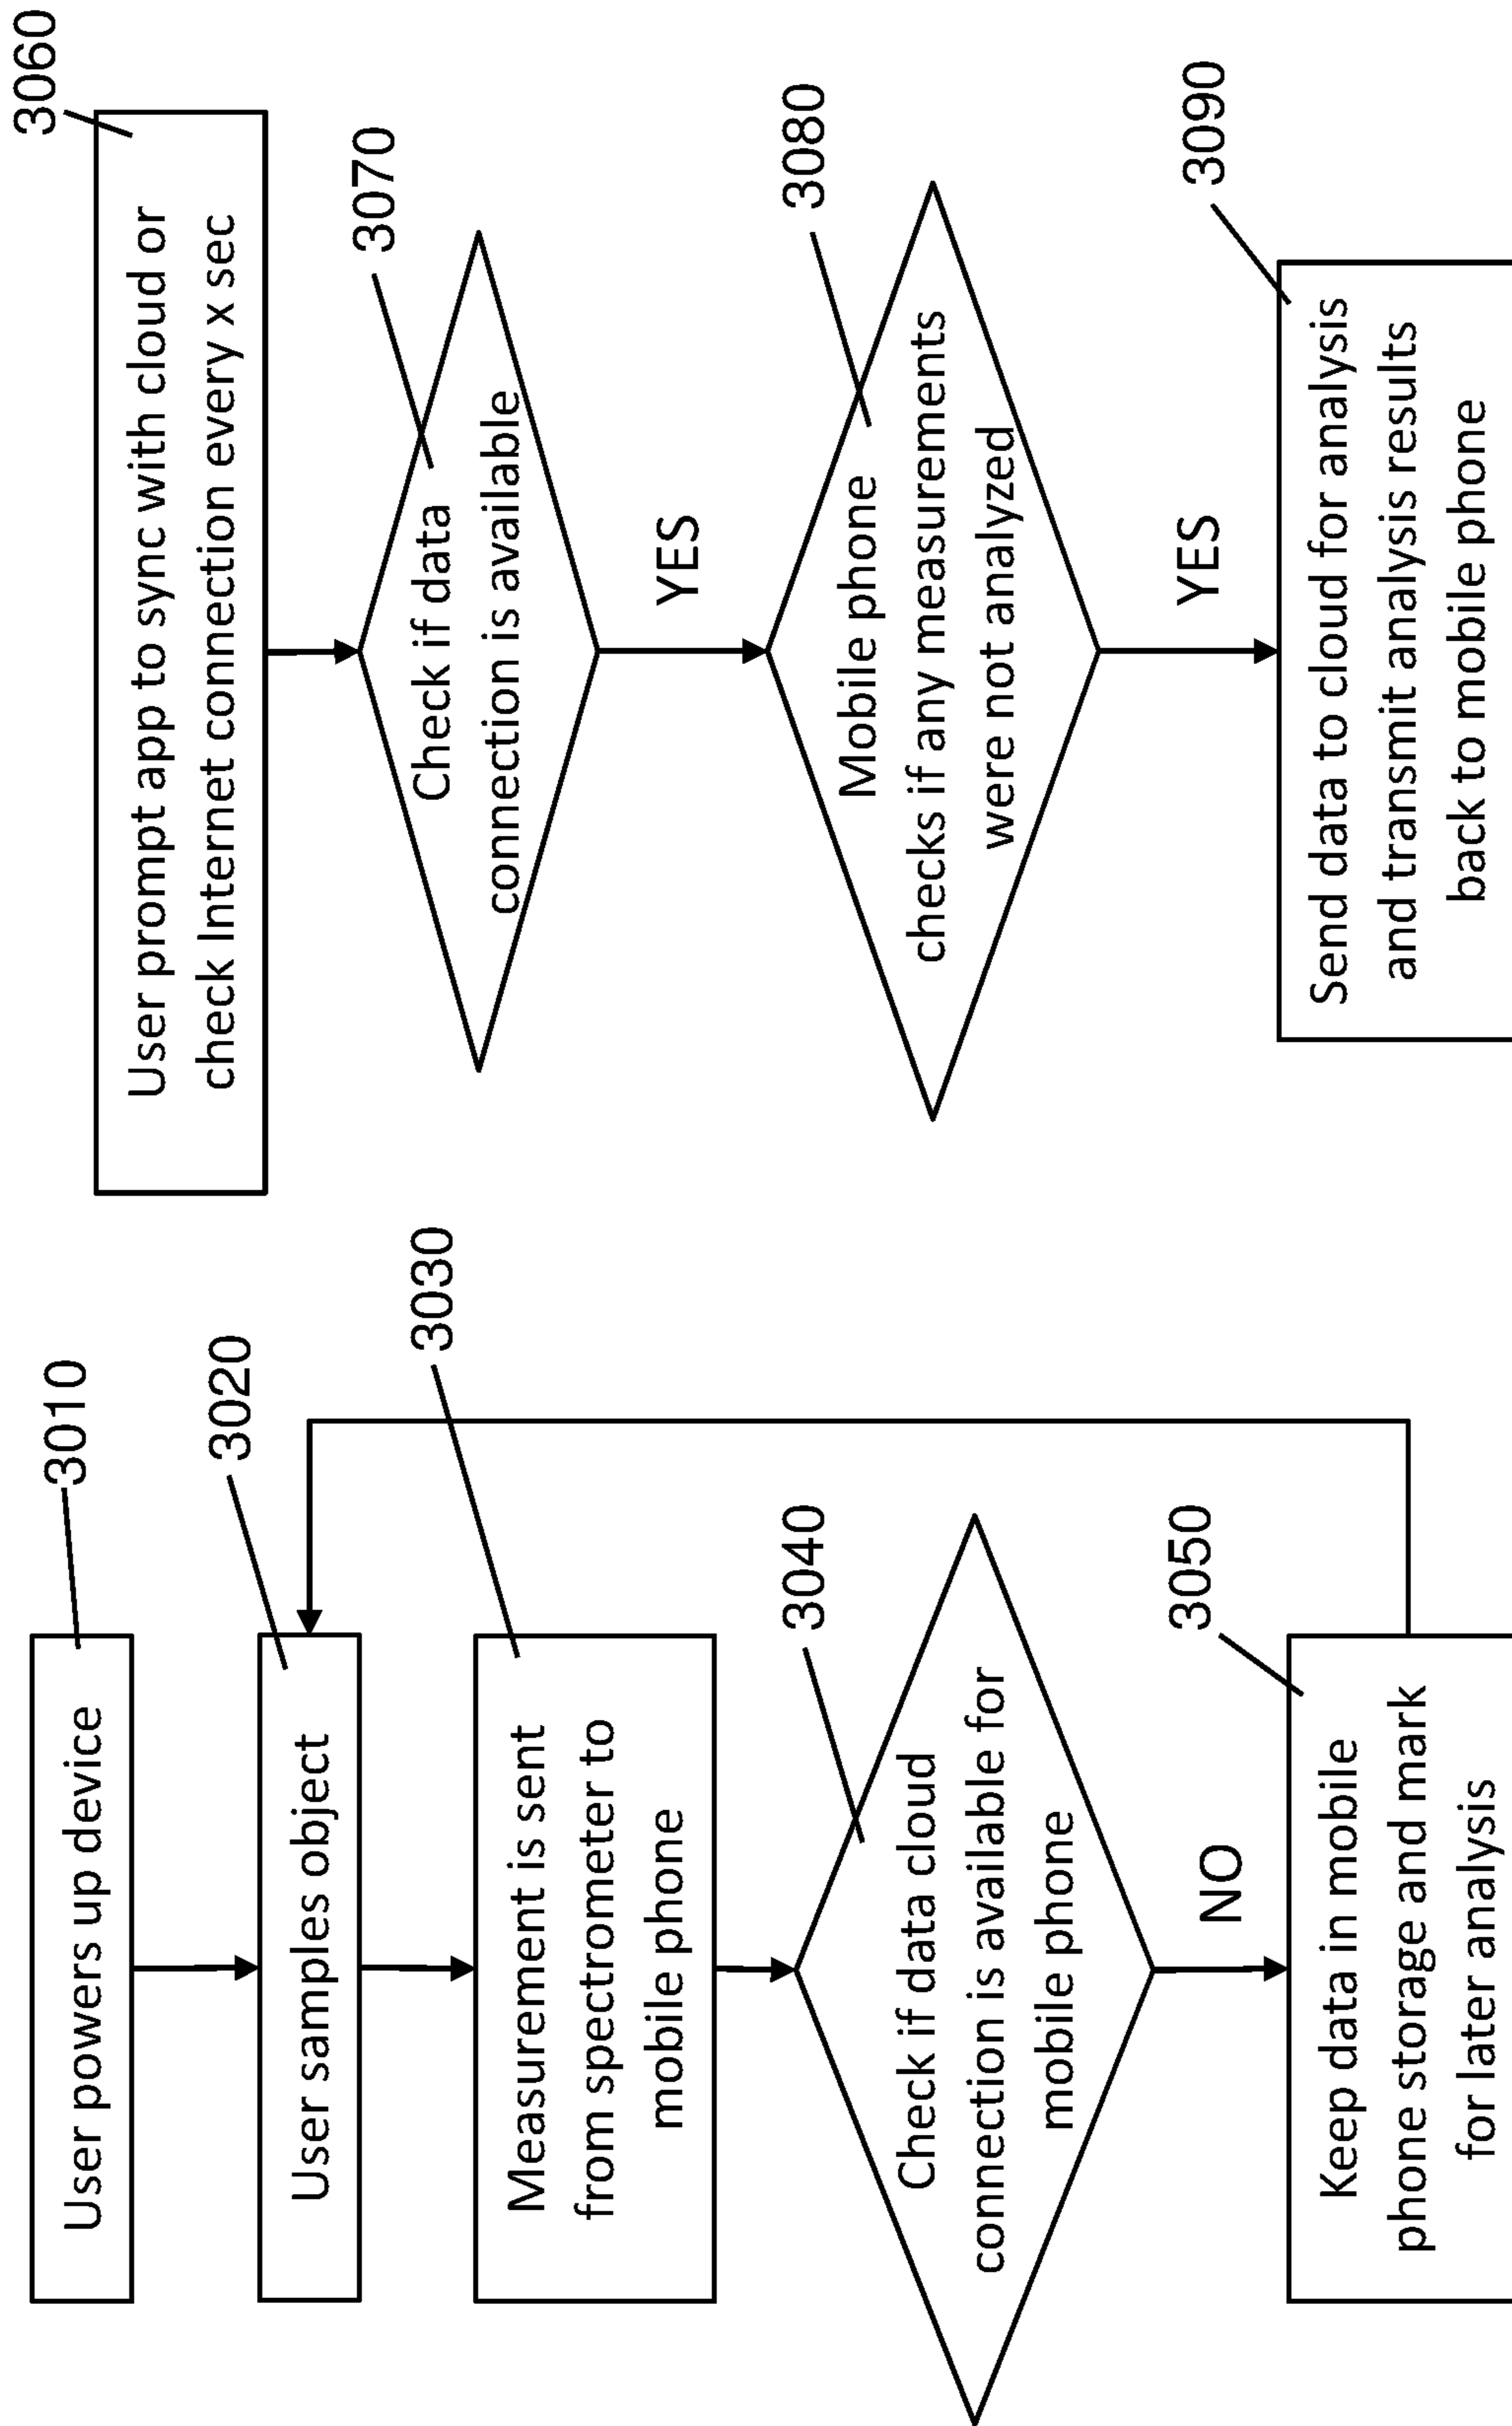 3010
User powers up device
3020
User samples object
3030
Measurement is sent
from spectrometer to
mobile phone
3040
Check if data cloud
connection is available for
mobile phone
NO
3050
Keep data in mobile
phone storage and mark
for later analysis
3060
User prompt app to sync with cloud or
check Internet connection every x sec
3070
Check if data
connection is available
YES
3080
Mobile phone
checks if any measurements
were not analyzed
YES
3090
Send data to cloud for analysis
and transmit analysis results
back to mobile phone